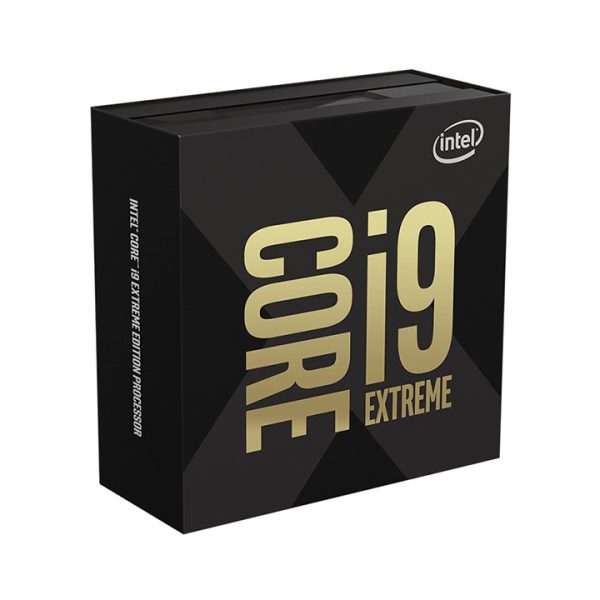 INTEL® CORE™ i9 EXTREME EDITION PROCESSOR
intel
CORE
i9
EXTREME